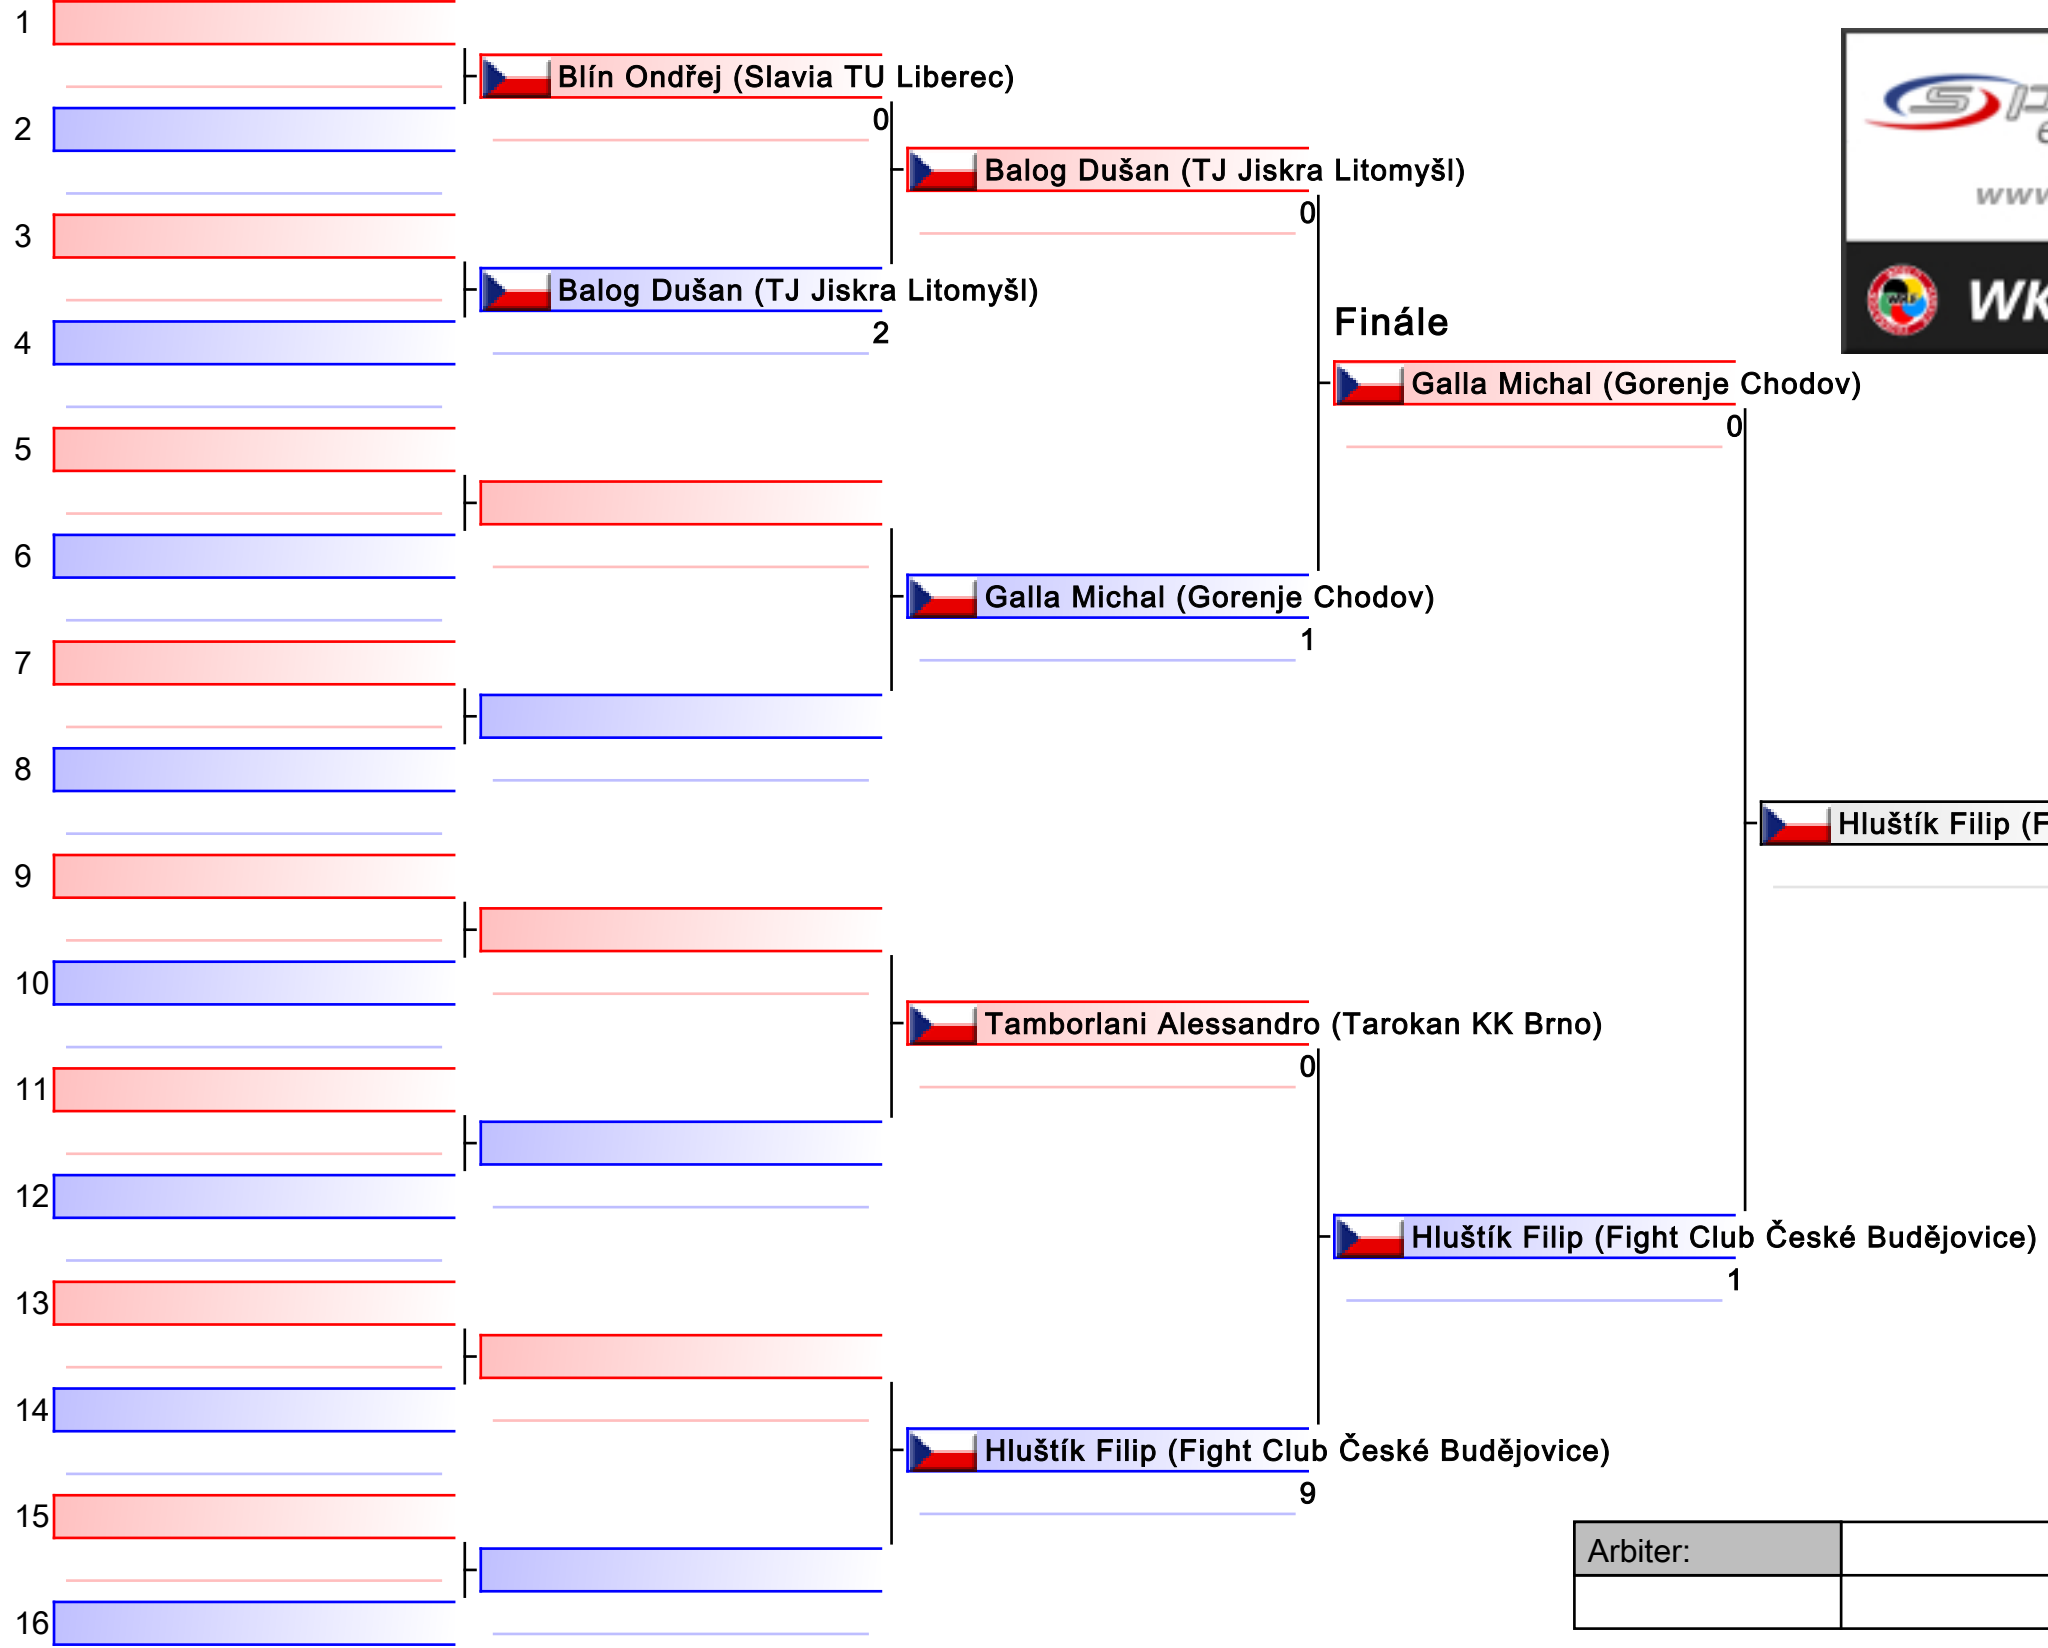 1
Blín Ondřej (Slavia TU Liberec)
0
2
Balog Dušan (TJ Jiskra Litomyšl)
0
3
Balog Dušan (TJ Jiskra Litomyšl)
2
4
Finále
Galla Michal (Gorenje Chodov)
0
5
6
Galla Michal (Gorenje Chodov)
1
7
8
Hluštík Filip (F
9
10
Tamborlani Alessandro (Tarokan KK Brno)
0
11
12
Hluštík Filip (Fight Club České Budějovice)
1
13
14
Hluštík Filip (Fight Club České Budějovice)
9
15
Arbiter:
16
www
WK